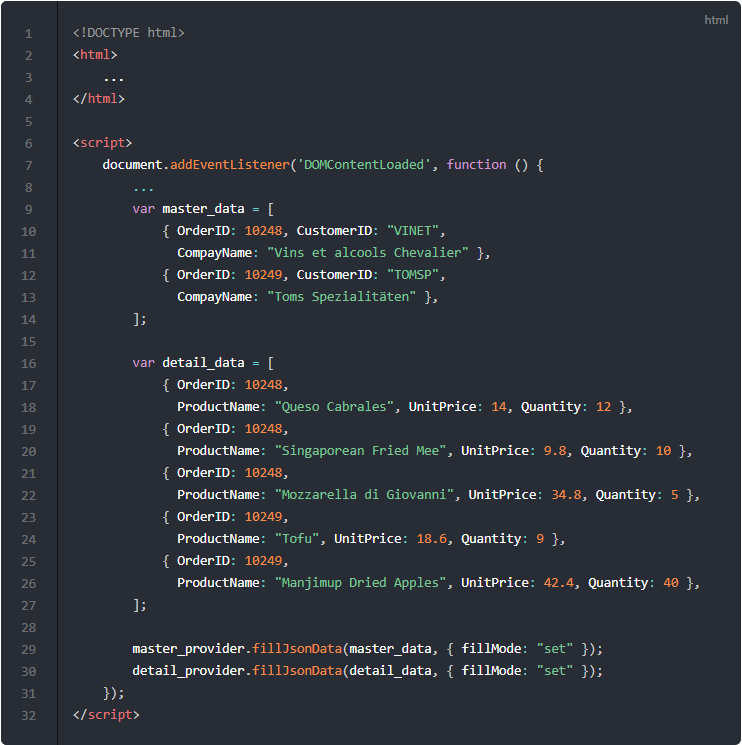 html
1 <!DOCTYPE html>
2 <html>
3     ...
4 </html>
5
6 <script>
7     document.addEventListener('DOMContentLoaded', function () {
8         ...
9         var master_data = [
10             { OrderID: 10248, CustomerID: "VINET",
11               CompayName: "Vins et alcools Chevalier" },
12             { OrderID: 10249, CustomerID: "TOMSP",
13               CompayName: "Toms Spezialitäten" },
14         ];
15
16         var detail_data = [
17             { OrderID: 10248,
18               ProductName: "Queso Cabrales", UnitPrice: 14, Quantity: 12 },
19             { OrderID: 10248,
20               ProductName: "Singaporean Fried Mee", UnitPrice: 9.8, Quantity: 10 },
21             { OrderID: 10248,
22               ProductName: "Mozzarella di Giovanni", UnitPrice: 34.8, Quantity: 5 },
23             { OrderID: 10249,
24               ProductName: "Tofu", UnitPrice: 18.6, Quantity: 9 },
25             { OrderID: 10249,
26               ProductName: "Manjimup Dried Apples", UnitPrice: 42.4, Quantity: 40 },
27         ];
28
29         master_provider.fillJsonData(master_data, { fillMode: "set" });
30         detail_provider.fillJsonData(detail_data, { fillMode: "set" });
31     });
32 </script>